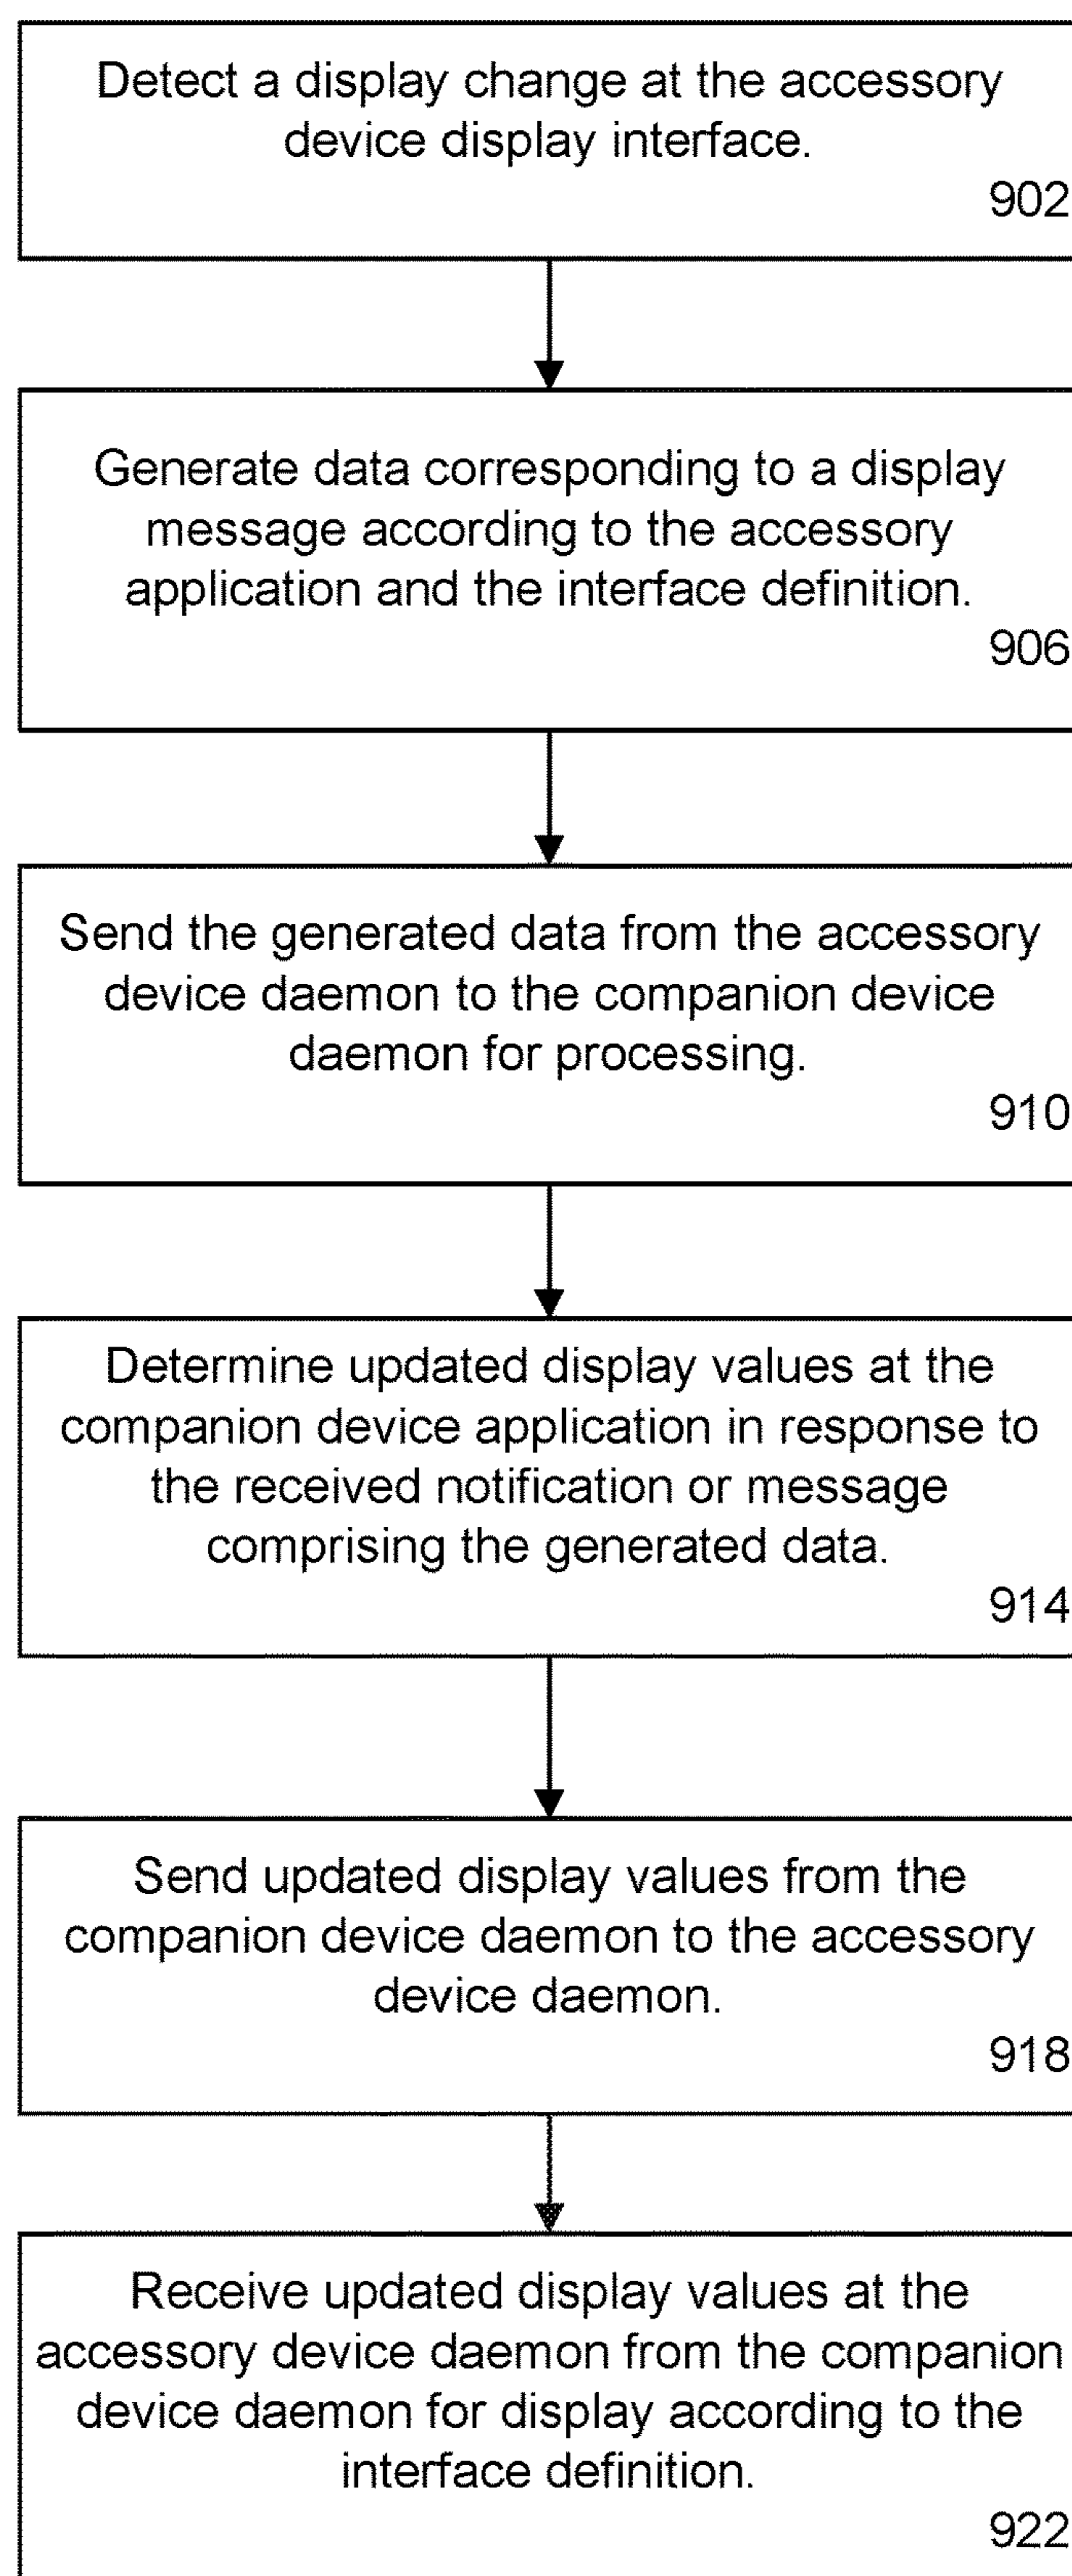 Detect a display change at the accessory
device display interface.
902
Generate data corresponding to a display
message according to the accessory
application and the interface definition.
906
Send the generated data from the accessory
device daemon to the companion device
daemon for processing.
910
Determine updated display values at the
companion device application in response to
the received notification or message
comprising the generated data.
914
Send updated display values from the
companion device daemon to the accessory
device daemon.
918
Receive updated display values at the
accessory device daemon from the companion
device daemon for display according to the
interface definition.
922